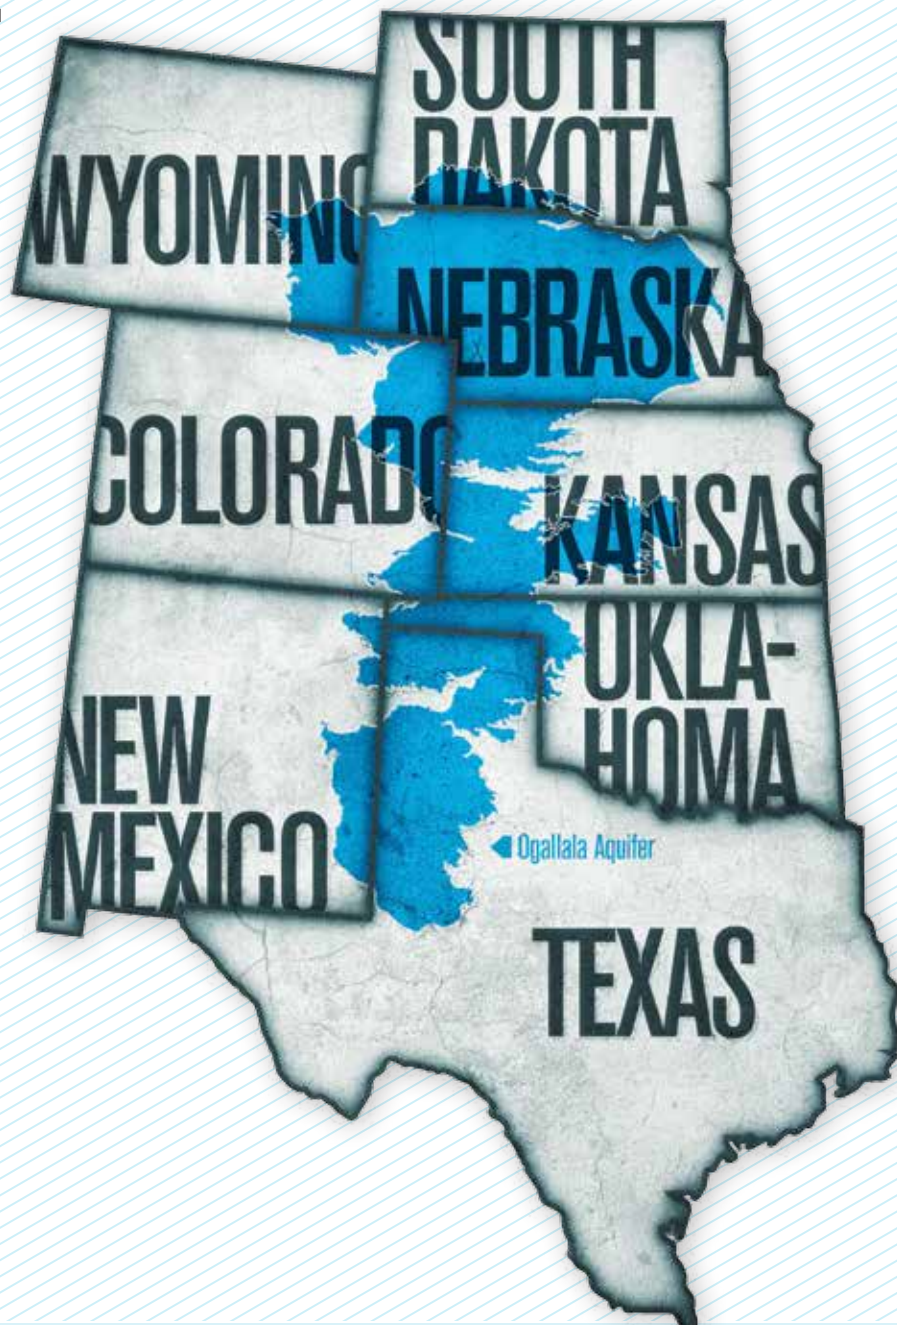 SOUTH
DAKOTA
WYOMING
NEBRASKA
COLORADO
KANSAS
OKLA-
HOMA
NEW
MEXICO
Ogallala Aquifer
TEXAS